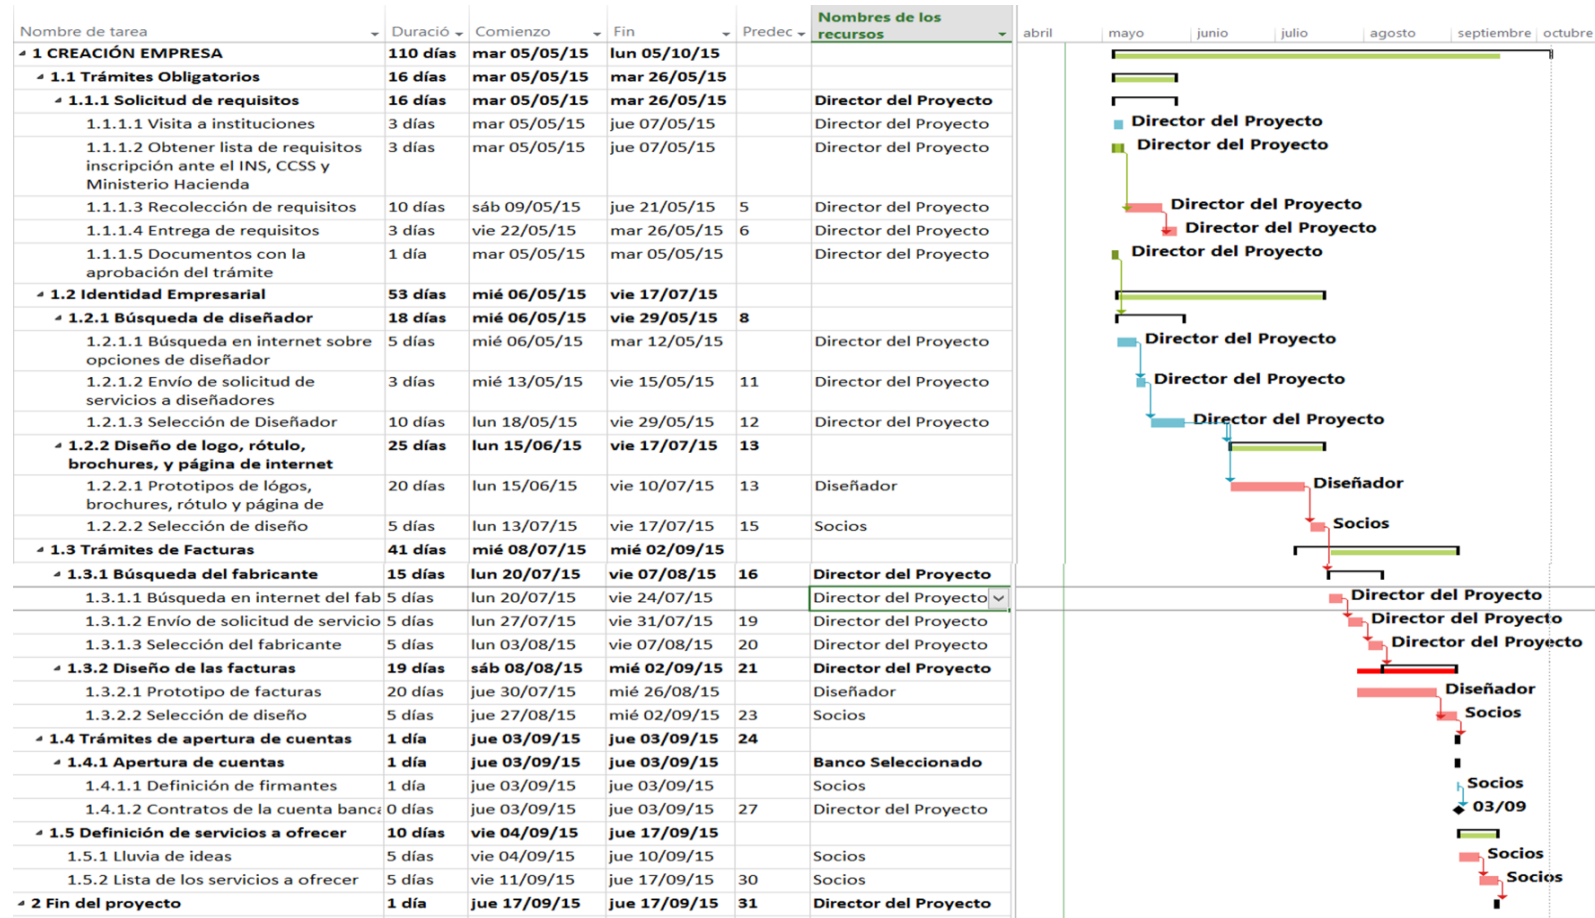 Nombres de los
Nombre de tarea Duració Comienzo Fin Predec recursos abril mayo junio julio agosto septiembre octubre
1 CREACIÓN EMPRESA 110 días mar 05/05/15 lun 05/10/15
1.1 Trámites Obligatorios 16 días mar 05/05/15 mar 26/05/15
1.1.1 Solicitud de requisitos 16 días mar 05/05/15 mar 26/05/15 Director del Proyecto
1.1.1.1 Visita a instituciones 3 días mar 05/05/15 jue 07/05/15 Director del Proyecto Director del Proyecto
1.1.1.2 Obtener lista de requisitos 3 días mar 05/05/15 jue 07/05/15 Director del Proyecto Director del Proyecto
inscripción ante el INS, CCSS y
Ministerio Hacienda
1.1.1.3 Recolección de requisitos 10 días sáb 09/05/15 jue 21/05/15 5 Director del Proyecto Director del Proyecto
1.1.1.4 Entrega de requisitos 3 días vie 22/05/15 mar 26/05/15 6 Director del Proyecto Director del Proyecto
1.1.1.5 Documentos con la 1 día mar 05/05/15 mar 05/05/15 Director del Proyecto Director del Proyecto
aprobación del trámite
1.2 Identidad Empresarial 53 días mié 06/05/15 vie 17/07/15
1.2.1 Búsqueda de diseñador 18 días mié 06/05/15 vie 29/05/15 8
1.2.1.1 Búsqueda en internet sobre 5 días mié 06/05/15 mar 12/05/15 Director del Proyecto Director del Proyecto
opciones de diseñador
1.2.1.2 Envío de solicitud de 3 días mié 13/05/15 vie 15/05/15 11 Director del Proyecto Director del Proyecto
servicios a diseñadores
1.2.1.3 Selección de Diseñador 10 días lun 18/05/15 vie 29/05/15 12 Director del Proyecto Director del Proyecto
1.2.2 Diseño de logo, rótulo, 25 días lun 15/06/15 vie 17/07/15 13
brochures, y página de internet
1.2.2.1 Prototipos de lógos, 20 días lun 15/06/15 vie 10/07/15 13 Diseñador Diseñador
brochures, rótulo y página de
1.2.2.2 Selección de diseño 5 días lun 13/07/15 vie 17/07/15 15 Socios Socios
1.3 Trámites de Facturas 41 días mié 08/07/15 mié 02/09/15
1.3.1 Búsqueda del fabricante 15 días lun 20/07/15 vie 07/08/15 16 Director del Proyecto
1.3.1.1 Búsqueda en internet del fab 5 días lun 20/07/15 vie 24/07/15 Director del Proyecto Director del Proyecto
1.3.1.2 Envío de solicitud de servicio 5 días lun 27/07/15 vie 31/07/15 19 Director del Proyecto Director del Proyecto
1.3.1.3 Selección del fabricante 5 días lun 03/08/15 vie 07/08/15 20 Director del Proyecto Director del Proyecto
1.3.2 Diseño de las facturas 19 días sáb 08/08/15 mié 02/09/15 21 Director del Proyecto
1.3.2.1 Prototipo de facturas 20 días jue 30/07/15 mié 26/08/15 Diseñador Diseñador
1.3.2.2 Selección de diseño 5 días jue 27/08/15 mié 02/09/15 23 Socios Socios
1.4 Trámites de apertura de cuentas 1 día jue 03/09/15 jue 03/09/15 24
1.4.1 Apertura de cuentas 1 día jue 03/09/15 jue 03/09/15 Banco Seleccionado
1.4.1.1 Definición de firmantes 1 día jue 03/09/15 jue 03/09/15 Socios Socios
1.4.1.2 Contratos de la cuenta banca 0 días jue 03/09/15 jue 03/09/15 27 Director del Proyecto 03/09
1.5 Definición de servicios a ofrecer 10 días vie 04/09/15 jue 17/09/15
1.5.1 Lluvia de ideas 5 días vie 04/09/15 jue 10/09/15 Socios Socios
1.5.2 Lista de los servicios a ofrecer 5 días vie 11/09/15 jue 17/09/15 30 Socios Socios
2 Fin del proyecto 1 día jue 17/09/15 jue 17/09/15 31 Director del Proyecto